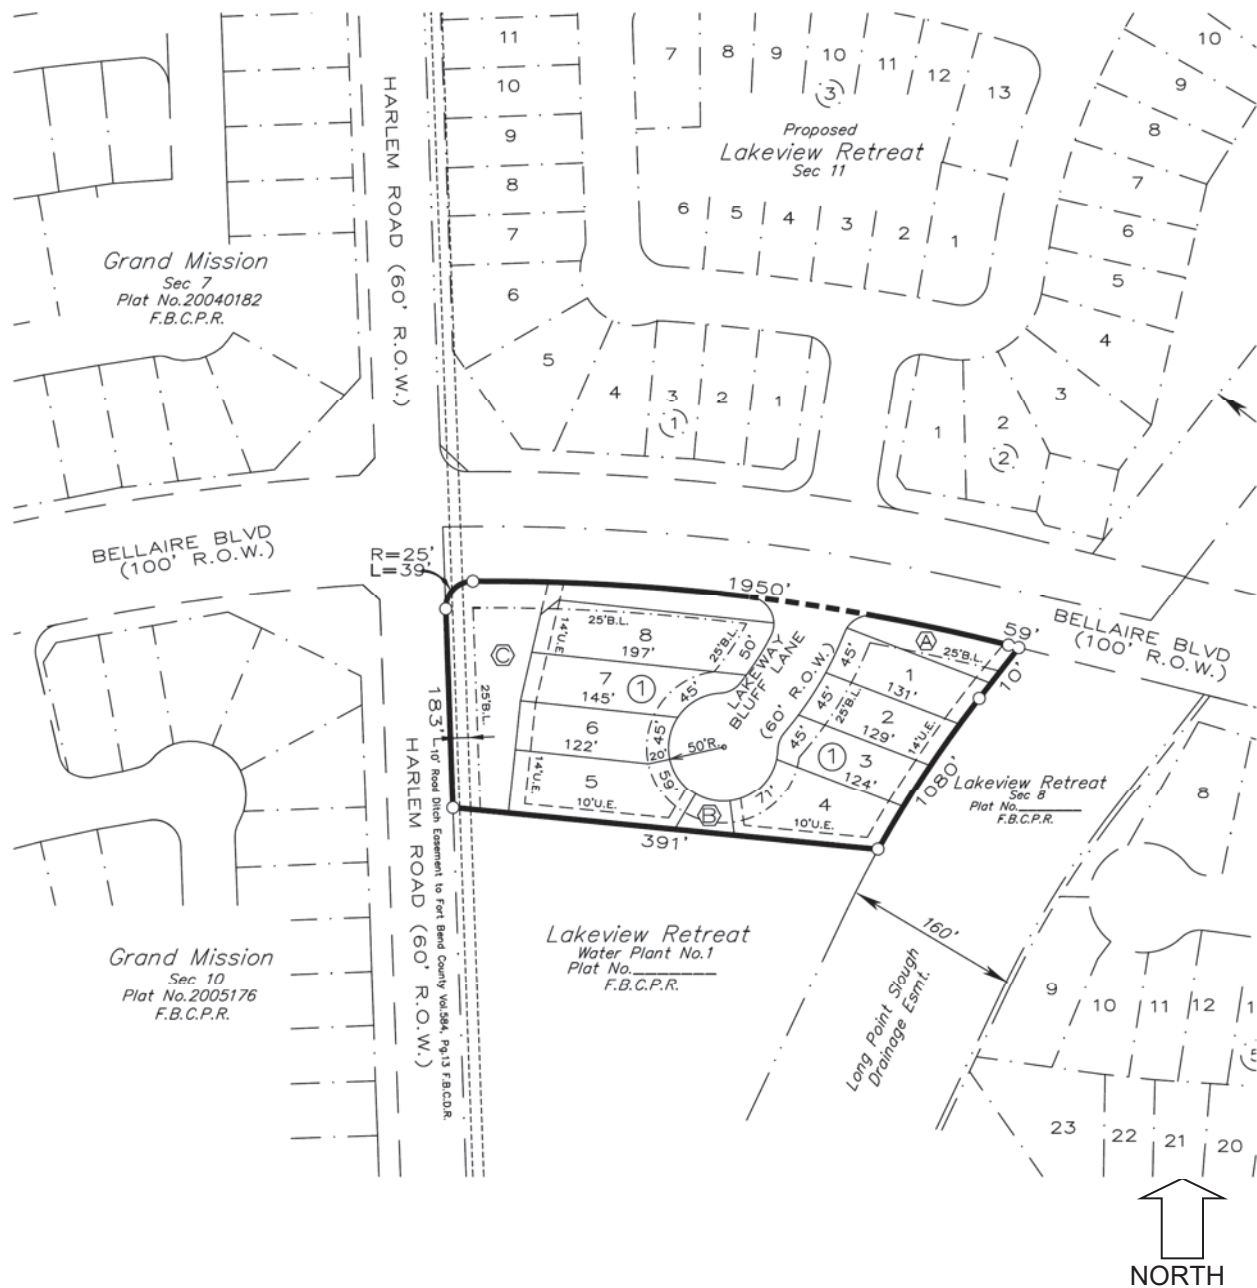 11
10
9
8
7
6
5
4
3
2
1
1
HARLEM ROAD (60' R.O.W.)
7
8
9
10
11
12
13
3
Proposed
Lakeview Retreat
Sec 11
6
5
4
3
2
1
10
9
8
7
6
5
4
3
2
1
2
Grand Mission
Sec 7
Plat No.20040182
F.B.C.P.R.
BELLAIRE BLVD
(100' R.O.W.)
R=25'
L=39'
1950'
59'
BELLAIRE BLVD
(100' R.O.W.)
10'
1080'
391'
183'
C
25'B.L.
14'U.E.
25'B.L.
8
197'
25'B.L.
50'
7
145'
1
45'
6
122'
45'
20'
50'R.
5
10'U.E.
14'U.E.
59'
B
71'
LAKEWAY
BLUFF LANE
(60' R.O.W.)
A
25'B.L.
45'
1
131'
45'
25'B.L.
2
129'
14'U.E.
45'
1
3
124'
4
10'U.E.
10' Road Ditch Easement to Fort Bend County Vol.584, Pg.13 F.B.C.D.R.
HARLEM ROAD (60' R.O.W.)
Lakeview Retreat
Sec 8
Plat No.________
F.B.C.P.R.
8
Grand Mission
Sec 10
Plat No.2005176
F.B.C.P.R.
Lakeview Retreat
Water Plant No.1
Plat No.________
F.B.C.P.R.
160'
Long Point Slough
Drainage Esmt.
9
10
11
12
1
5
23
22
21
20
NORTH